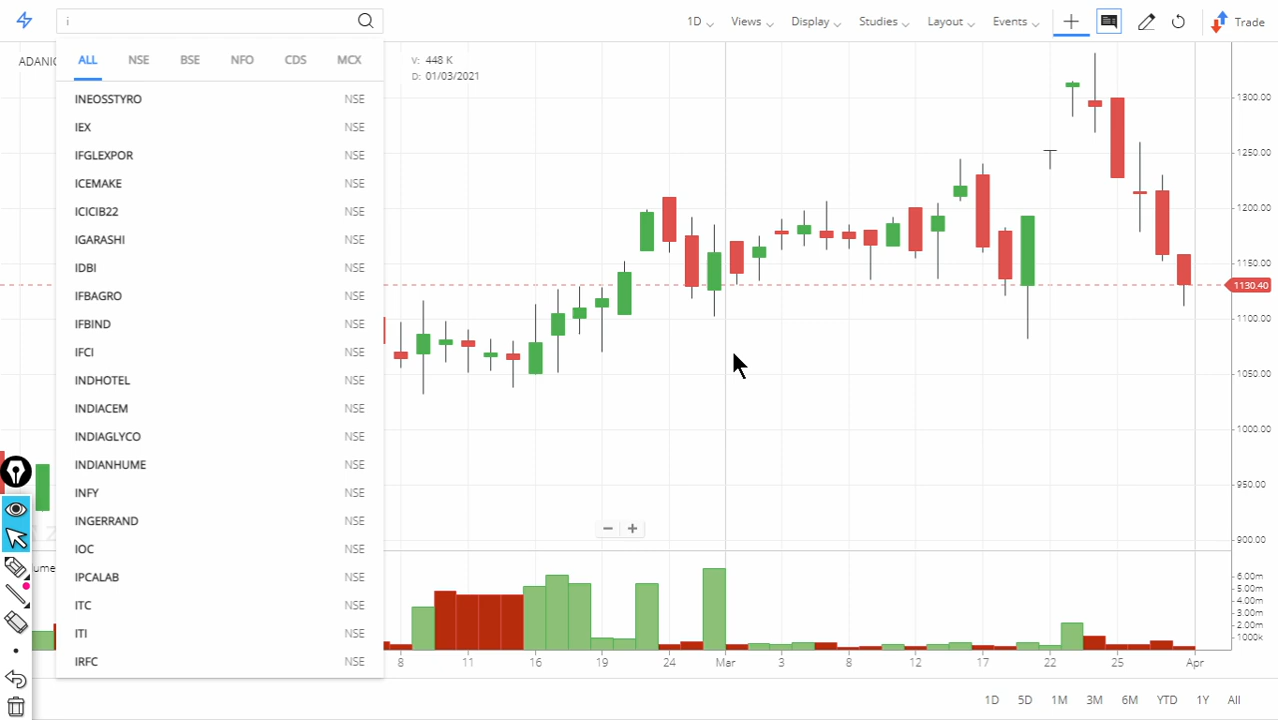 i
1D Views Display Studies Layout Events Trade
ADANIG
ALL NSE BSE NFO CDS MCX
V: 448 K
D: 01/03/2021
INEOSSTYRO NSE
IEX NSE
IFGLEXPOR NSE
ICEMAKE NSE
ICICIB22 NSE
IGARASHI NSE
IDBI NSE
IFBAGRO NSE
IFBIND NSE
IFCI NSE
INDHOTEL NSE
INDIACEM NSE
INDIAGLYCO NSE
INDIANHUME NSE
INFY NSE
INGERRAND NSE
IOC NSE
IPCALAB NSE
ITC NSE
ITI NSE
IRFC NSE
1300.00
1250.00
1200.00
1150.00
1130.40
1100.00
1050.00
1000.00
950.00
900.00
ume
6.00m
5.00m
4.00m
3.00m
2.00m
1000k
8 11 16 19 24 Mar 3 8 12 17 22 25 Apr
1D 5D 1M 3M 6M YTD 1Y All